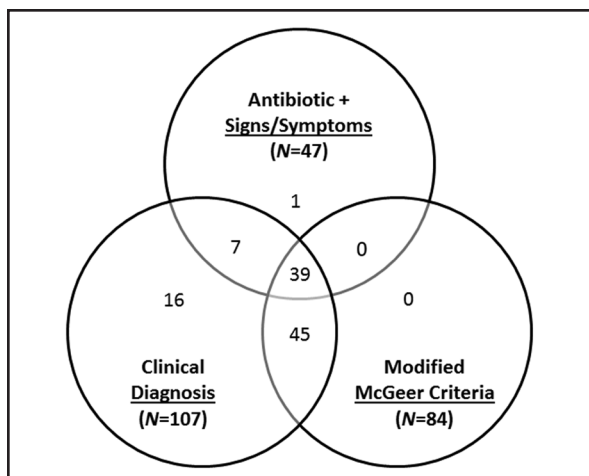 Antibiotic +
Signs/Symptoms
(N=47)
1
7
0
39
16
0
45
Clinical
Diagnosis
(N=107)
Modified
McGeer Criteria
(N=84)